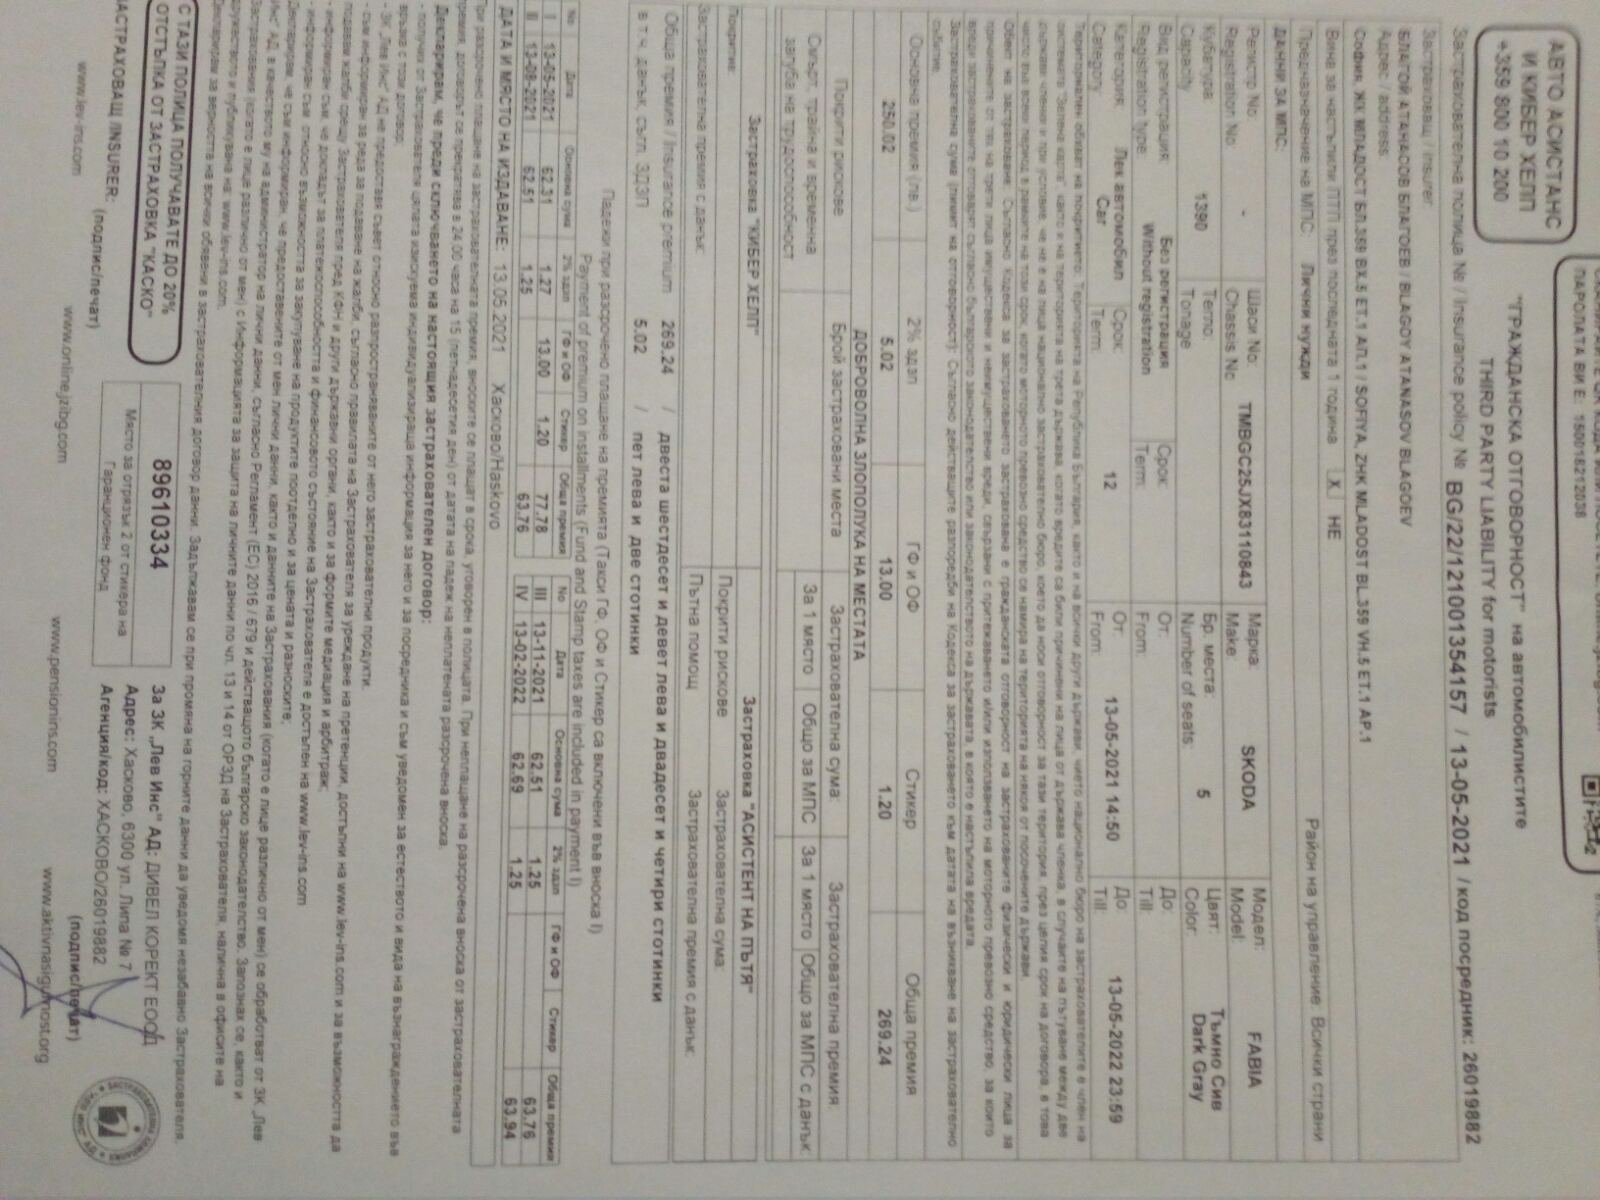 ПАРОЛАТА ВИ Е: 150018212038
АВТО АСИСТАНС
И КИБЕР ХЕЛП
+359 800 10 200
"ГРАЖДАНСКА ОТГОВОРНОСТ" на автомобилистите
THIRD PARTY LIABILITY for motorists
Застрахователна полица № / Insurance policy № BG/22/121001354157 / 13-05-2021 / код посредник: 26019882
Застраховащ / insurer:
БЛАГОЙ АТАНАСОВ БЛАГОЕВ / BLAGOY ATANASOV BLAGOEV
Адрес / address:
София, ЖК МЛАДОСТ БЛ.359 ВХ.5 ЕТ.1 АП.1 / SOFIYA, ZHK MLADOST BL.359 VH.5 ET.1 AP.1
Вина за настъпили ПТП през последната 1 година X НЕ
Предназначение на МПС: Лични нужди Район на управление: Всички страни
ДАННИ ЗА МПС:
Регистр No: - Шаси No: TMBGC25JX83110843 Марка: SKODA Модел: FABIA
Registration No: Chassis No Make: Model:
Кубатура: 1390 Тегло: Бр. места: 5 Цвят: Тъмно Сив
Capacity Tonage Number of seats: Color: Dark Gray
Вид регистрация: Без регистрация Срок: От: До:
Registration type: Without registration Term: From: Till:
Категория: Лек автомобил Срок: 12 От: 13-05-2021 14:50 До: 13-05-2022 23:59
Category: Car Term: From: Till:
Териториален обхват на покритието: Територията на Република България, както и на всички други държави, чието национално бюро на застрахователите е член на
системата "Зелена карта", както и на територията на трета държава, когато вредите са били причинени на лица от държава членка, в случаите на пътуване между две
държави членки и при условие, че не е на лица национално застрахователно бюро, което да носи отговорност за тази територия, през целия срок на договора, в това
число във всеки период в рамките на този срок, когато моторното превозно средство се намира на територията на някоя от посочените държави.
Обект на застраховане: Съгласно Кодекса за застраховането застрахована е гражданската отговорност на застрахованите физически и юридически лица за
причинените от тях на трети лица имуществени и неимуществени вреди, свързани с притежаването и/или използването на моторното превозно средство, за които
вреди застрахованите отговарят съгласно българското законодателство или законодателството на държавата, в която е настъпила вредата.
Застрахователна сума (лимит на отговорност): Съгласно действащите разпоредби на Кодекса за застраховането към датата на възникване на застрахователно
събитие.
Основна премия (лв.) 2% здзп ГФ и ОФ Стикер Обща премия
250.02 5.02 13.00 1.20 269.24
ДОБРОВОЛНА ЗЛОПОЛУКА НА МЕСТАТА
Покрити рискове Брой застраховани места Застрахователна сума: Застрахователна премия:
Смърт, трайна и временна За 1 място Общо за МПС За 1 място Общо за МПС с данък:
загуба на трудоспособност
Застраховка "КИБЕР ХЕЛП" Застраховка "АСИСТЕНТ НА ПЪТЯ"
Покритие: Покрити рискове Застрахователна сума:
Застрахователна премия с данък: Пътна помощ Застрахователна премия с данък:
Обща премия / Insurance premium 269.24 / двеста шестдесет и девет лева и двадесет и четири стотинки
в т.ч. данък, съгл. ЗДЗП 5.02 / пет лева и две стотинки
Падежи при разсрочено плащане на премията (Такси ГФ, ОФ и Стикер са включени във вноска I)
Payment of premium on installments (Fund and Stamp taxes are included in payment I)
No Дата Основна сума 2% здзп ГФ и ОФ Стикер Обща премия No Дата Основна сума 2% здзп ГФ и ОФ Стикер Обща премия
I 13-05-2021 62.31 1.27 13.00 1.20 77.78 III 13-11-2021 62.51 1.25 63.76
II 13-08-2021 62.51 1.25 63.76 IV 13-02-2022 62.69 1.25 63.94
ДАТА И МЯСТО НА ИЗДАВАНЕ: 13.05.2021 Хасково/Haskovo
При разсрочено плащане на застрахователната премия, вноските се плащат в срока, уговорен в полицата. При неплащане на разсрочена вноска от застрахователната
премия, договорът се прекратява в 24.00 часа на 15 (петнадесетия ден) от датата на падеж на неплатената разсрочена вноска.
Декларирам, че преди сключването на настоящия застрахователен договор:
- получих от Застрахователя цялата изискуема индивидуализираща информация за него и за посредника и съм уведомен за естеството и вида на възнаграждението във
връзка с този договор;
- ЗК „Лев Инс" АД не предоставя съвет относно разпространяваните от него застрахователни продукти.
- съм информиран за реда за подаване на жалби, съгласно правилата на Застрахователя за уреждане на претенции, достъпни на www.lev-ins.com и за възможността да
подавам жалби срещу Застрахователя пред КФН и други държавни органи, както и за формите медиация и арбитраж;
- информиран съм, че докладът за платежоспособността и финансовото състояние на Застрахователя е достъпен на www.lev-ins.com
- информиран съм относно възможността за закупуване на продуктите поотделно и за цената и разноските;
Декларирам, че съм информиран, че предоставените от мен лични данни, както и данните на Застрахования (когато е лице различно от мен) се обработват от ЗК „Лев
Инс" АД, в качеството му на администратор на лични данни, съгласно Регламент (ЕС) 2016 / 679 и действащото българско законодателство. Запознах се, както и
Застрахования (когато е лице различно от мен) с Информацията за защита на личните данни по чл. 13 и 14 от ОРЗД на Застрахователя, налична в офисите на
дружеството и публикувана на: www.lev-ins.com.
Декларирам за верността на всички обявени в застрахователния договор данни. Задължавам се при промяна на горните данни да уведомя незабавно Застрахователя.
С ТАЗИ ПОЛИЦА ПОЛУЧАВАТЕ ДО 20%
ОТСТЪПКА ОТ ЗАСТРАХОВКА "КАСКО"
89610334
Място за отрязък 2 от стикера на
Гаранционен фонд
За ЗК „Лев Инс" АД: ДИВЕЛ КОРЕКТ ЕООД
Адрес: Хасково, 6300 ул. Липа № 7
Агенция/код: ХАСКОВО/26019882
(подпис/печат)
ЗАСТРАХОВАЩ /INSURER:
(подпис/печат)
www.lev-ins.com www.online.jzibg.com www.pensionins.com www.aktivnasigurnost.org